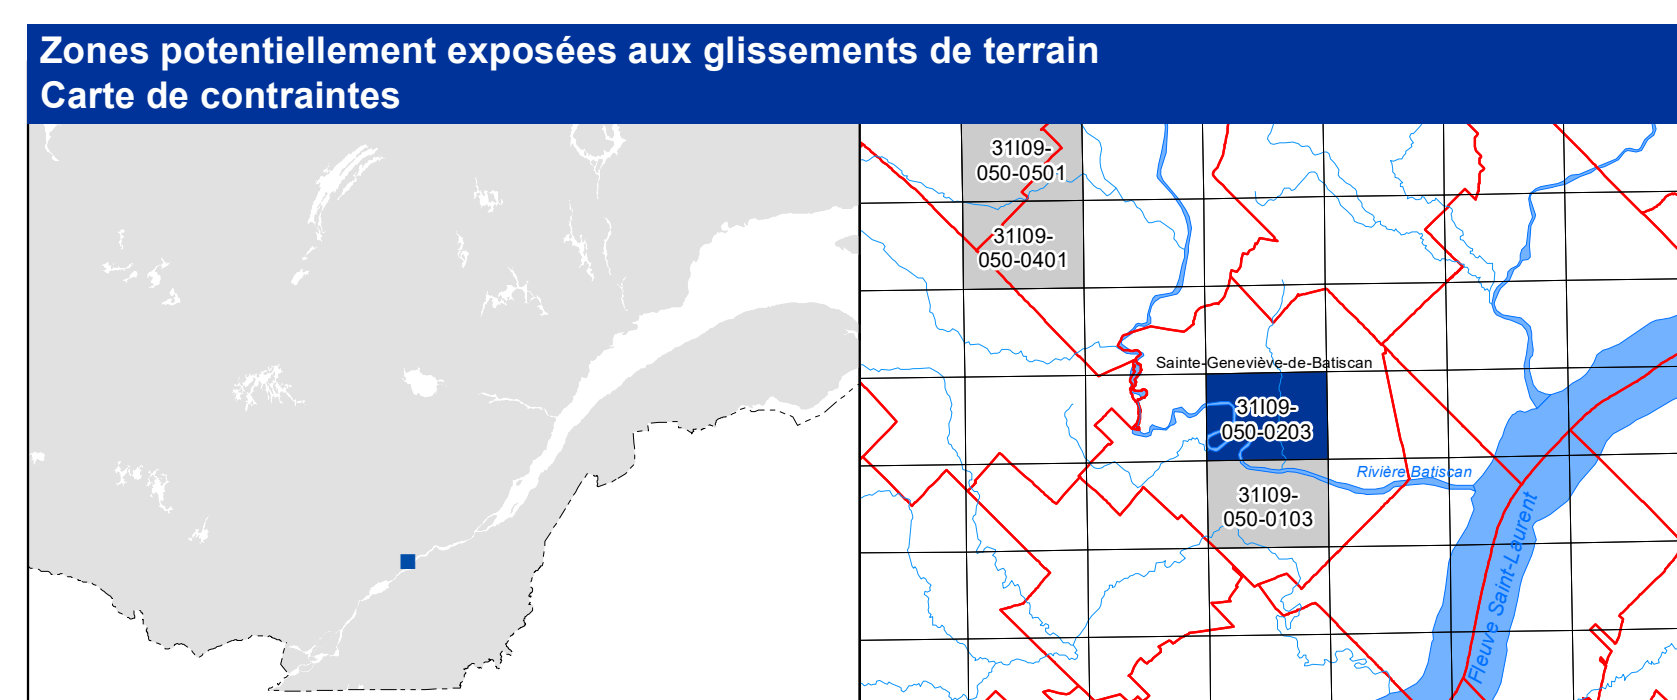 Zones potentiellement exposées aux glissements de terrain
Carte de contraintes
31I09-
050-0501
31I09-
050-0401
Sainte-Geneviève-de-Batiscan
31I09-
050-0203
Rivière Batiscan
31I09-
050-0103
Fleuve Saint-Laurent